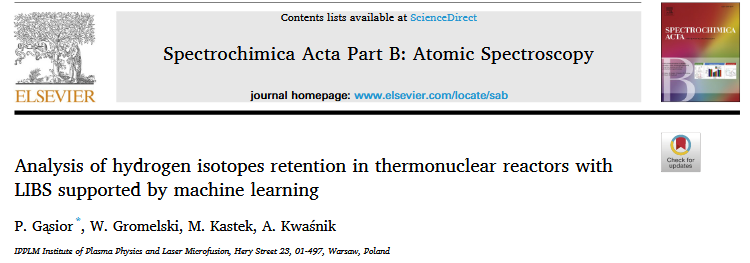 Contents lists available at ScienceDirect
Spectrochimica Acta Part B: Atomic Spectroscopy
journal homepage: www.elsevier.com/locate/sab
ELSEVIER
SPECTROCHIMICA
ACTA
B
Check for
updates
Analysis of hydrogen isotopes retention in thermonuclear reactors with
LIBS supported by machine learning
P. Gąsior *, W. Gromelski, M. Kastek, A. Kwaśnik
IPPLM Institute of Plasma Physics and Laser Microfusion, Hery Street 23, 01-497, Warsaw, Poland